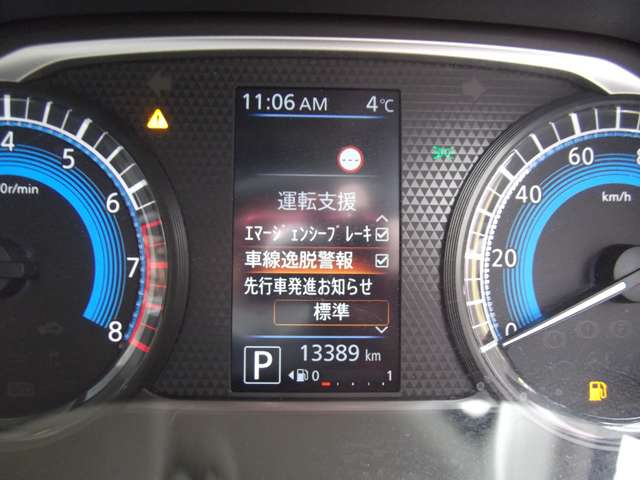 11:06 AM 4°C
運転支援
ｴﾏｰｼﾞｪﾝｼｰﾌﾞﾚｰｷ
車線逸脱警報
先行車発進お知らせ
標準
P 13389 km
0 1
4 5 6 7 8
0r/min
0 20 40 60 8
km/h